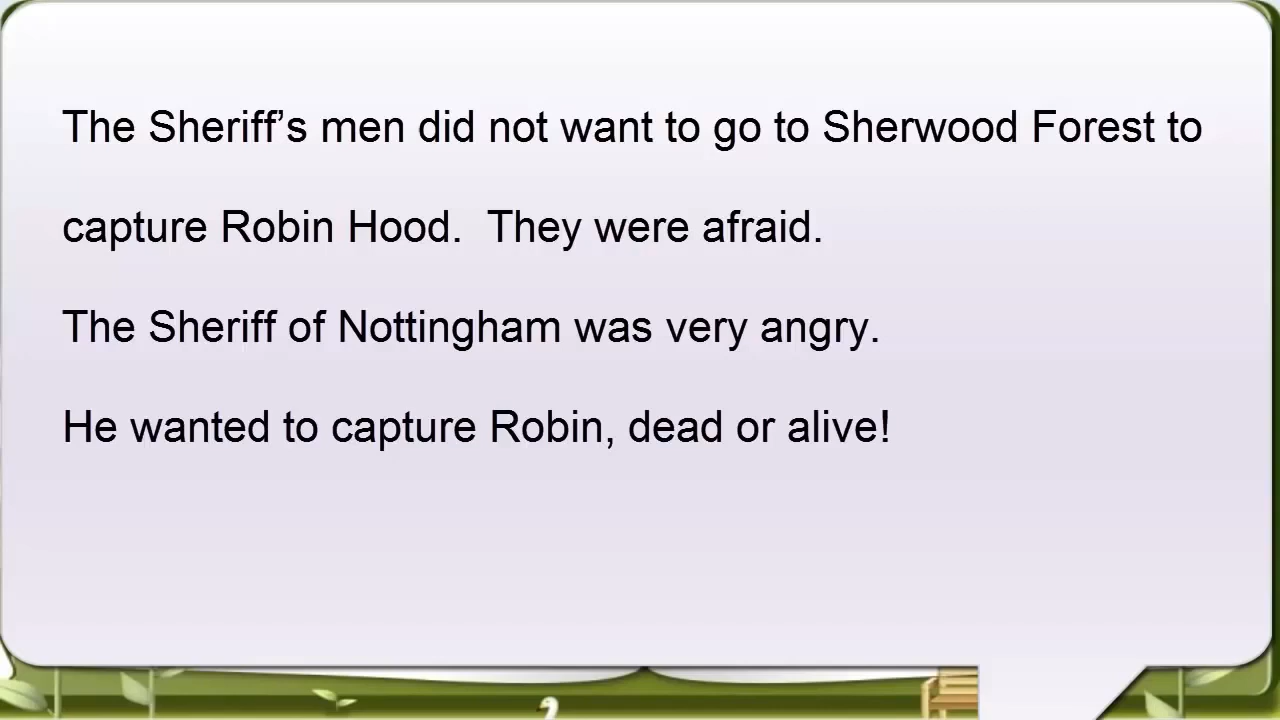 The Sheriff’s men did not want to go to Sherwood Forest to
capture Robin Hood.  They were afraid.
The Sheriff of Nottingham was very angry.
He wanted to capture Robin, dead or alive!